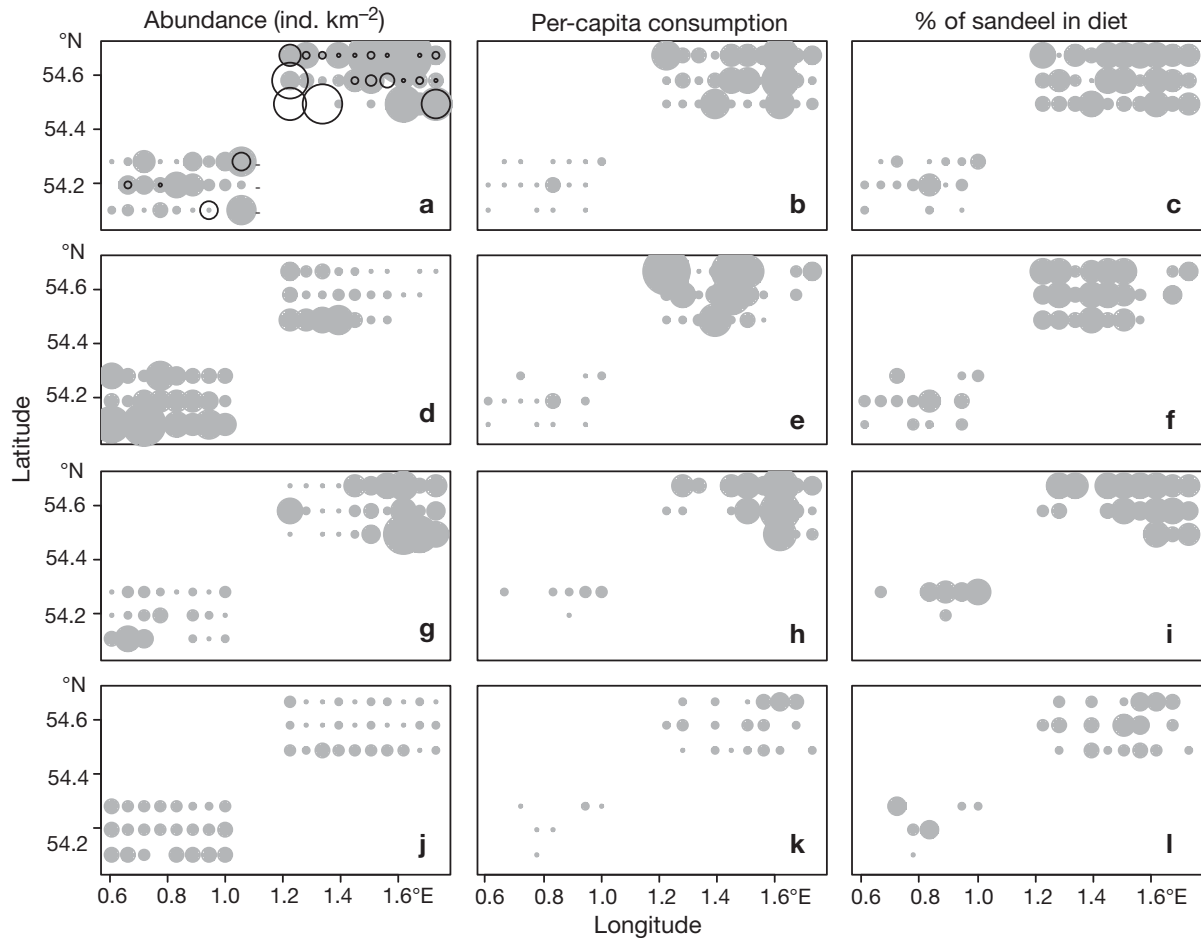 Abundance (ind. km⁻²) Per-capita consumption % of sandeel in diet
°N °N °N
54.6
54.4
54.2
a b c
°N
54.6
54.4
54.2
d e f
Latitude
°N
54.6
54.4
54.2
g h i
°N
54.6
54.4
54.2
j k l
0.6 0.8 1.0 1.2 1.4 1.6°E 0.6 0.8 1.0 1.2 1.4 1.6°E 0.6 0.8 1.0 1.2 1.4 1.6°E
Longitude